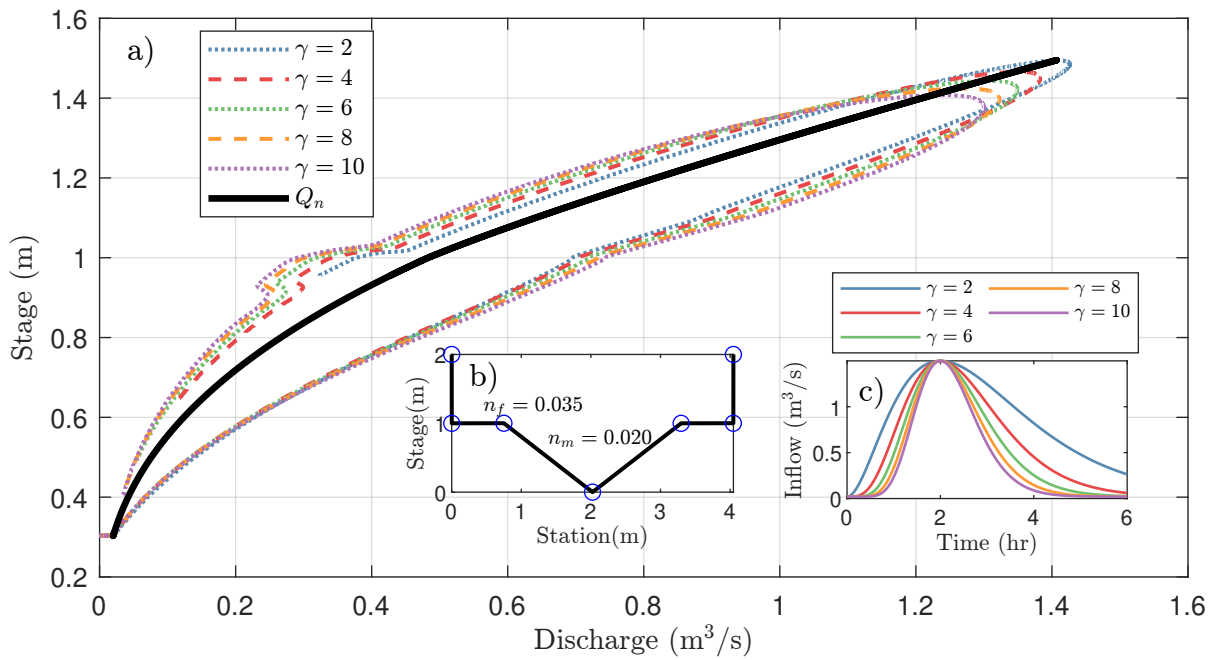 a)
γ = 2
γ = 4
γ = 6
γ = 8
γ = 10
Qₙ
1.6
1.4
1.2
1
0.8
0.6
0.4
0.2
Stage (m)
0 0.2 0.4 0.6 0.8 1 1.2 1.4 1.6
Discharge (m³/s)
b)
n_f = 0.035
n_m = 0.020
2
1
0
Stage(m)
0 1 2 3 4
Station(m)
γ = 2 γ = 8
γ = 4 γ = 10
γ = 6
c)
1
0.5
0
Inflow (m³/s)
0 2 4 6
Time (hr)